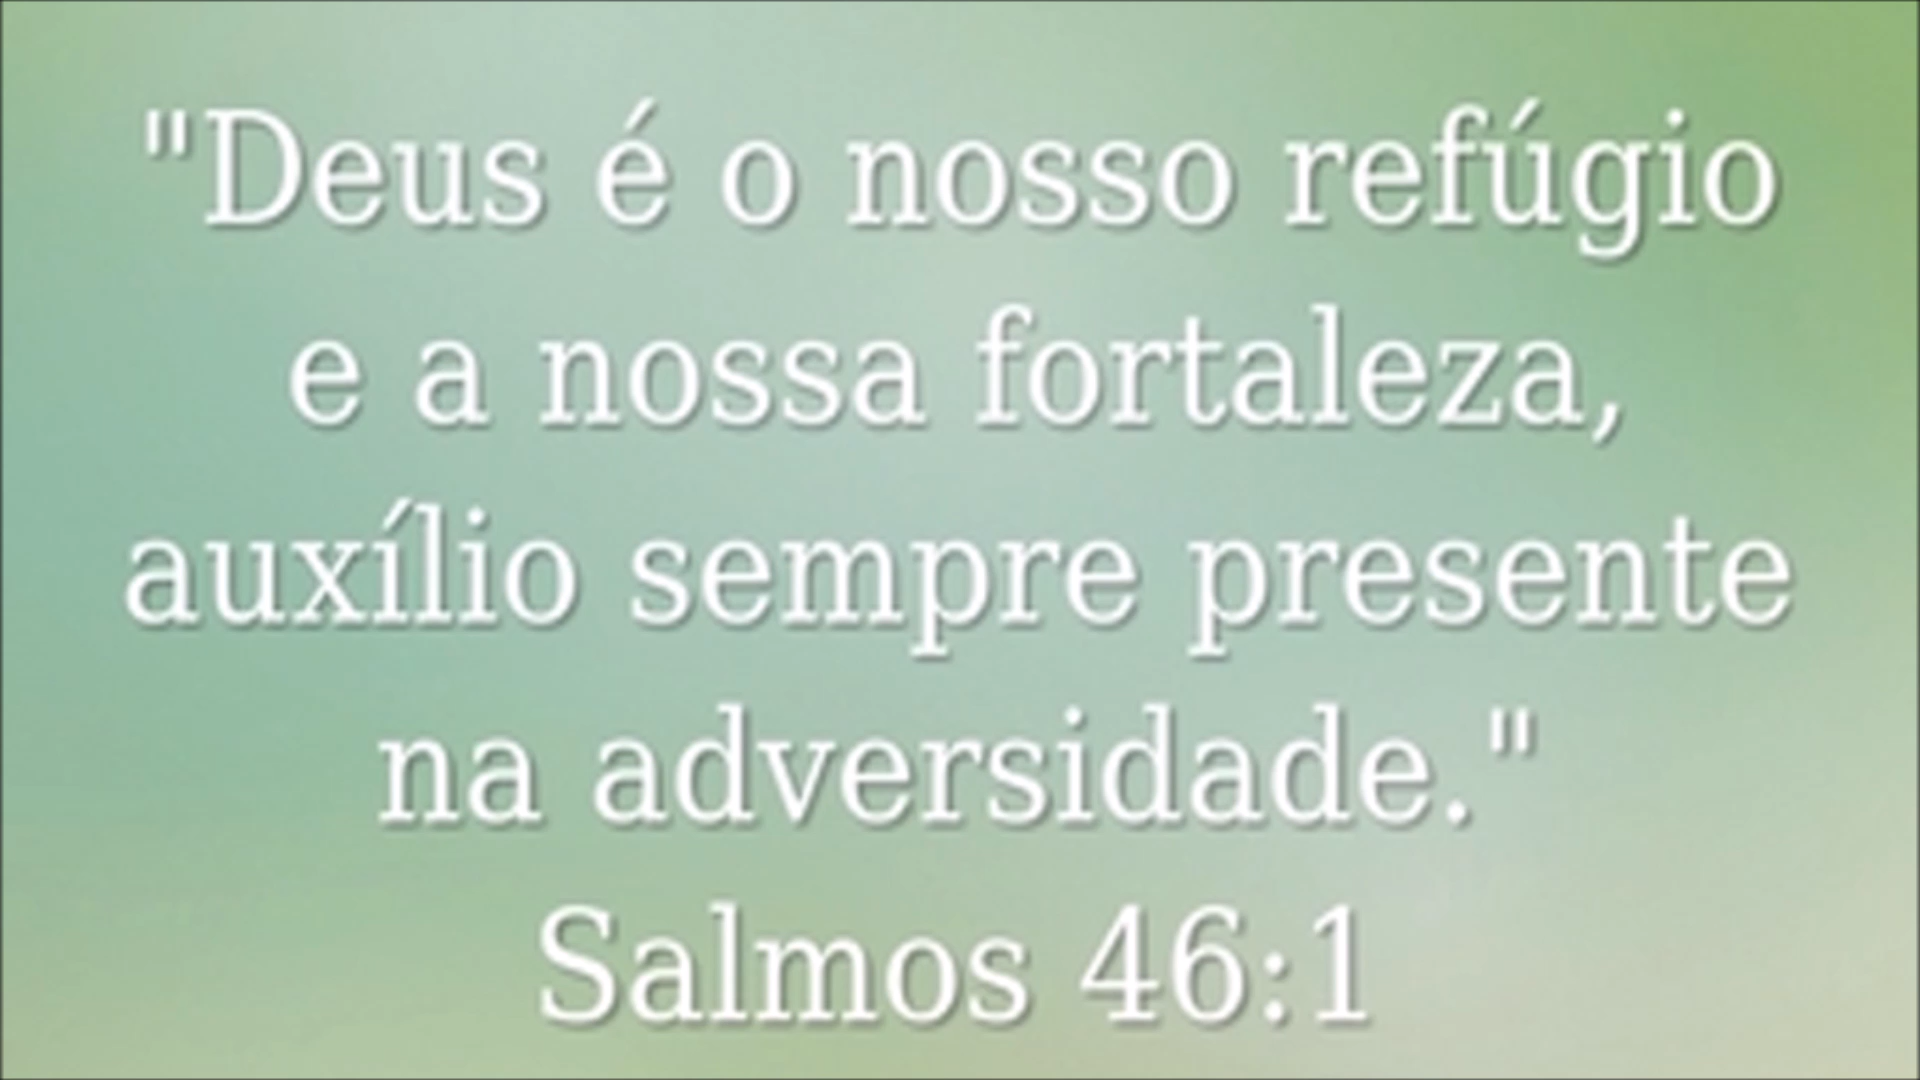 "Deus é o nosso refúgio
e a nossa fortaleza,
auxílio sempre presente
na adversidade."
Salmos 46:1